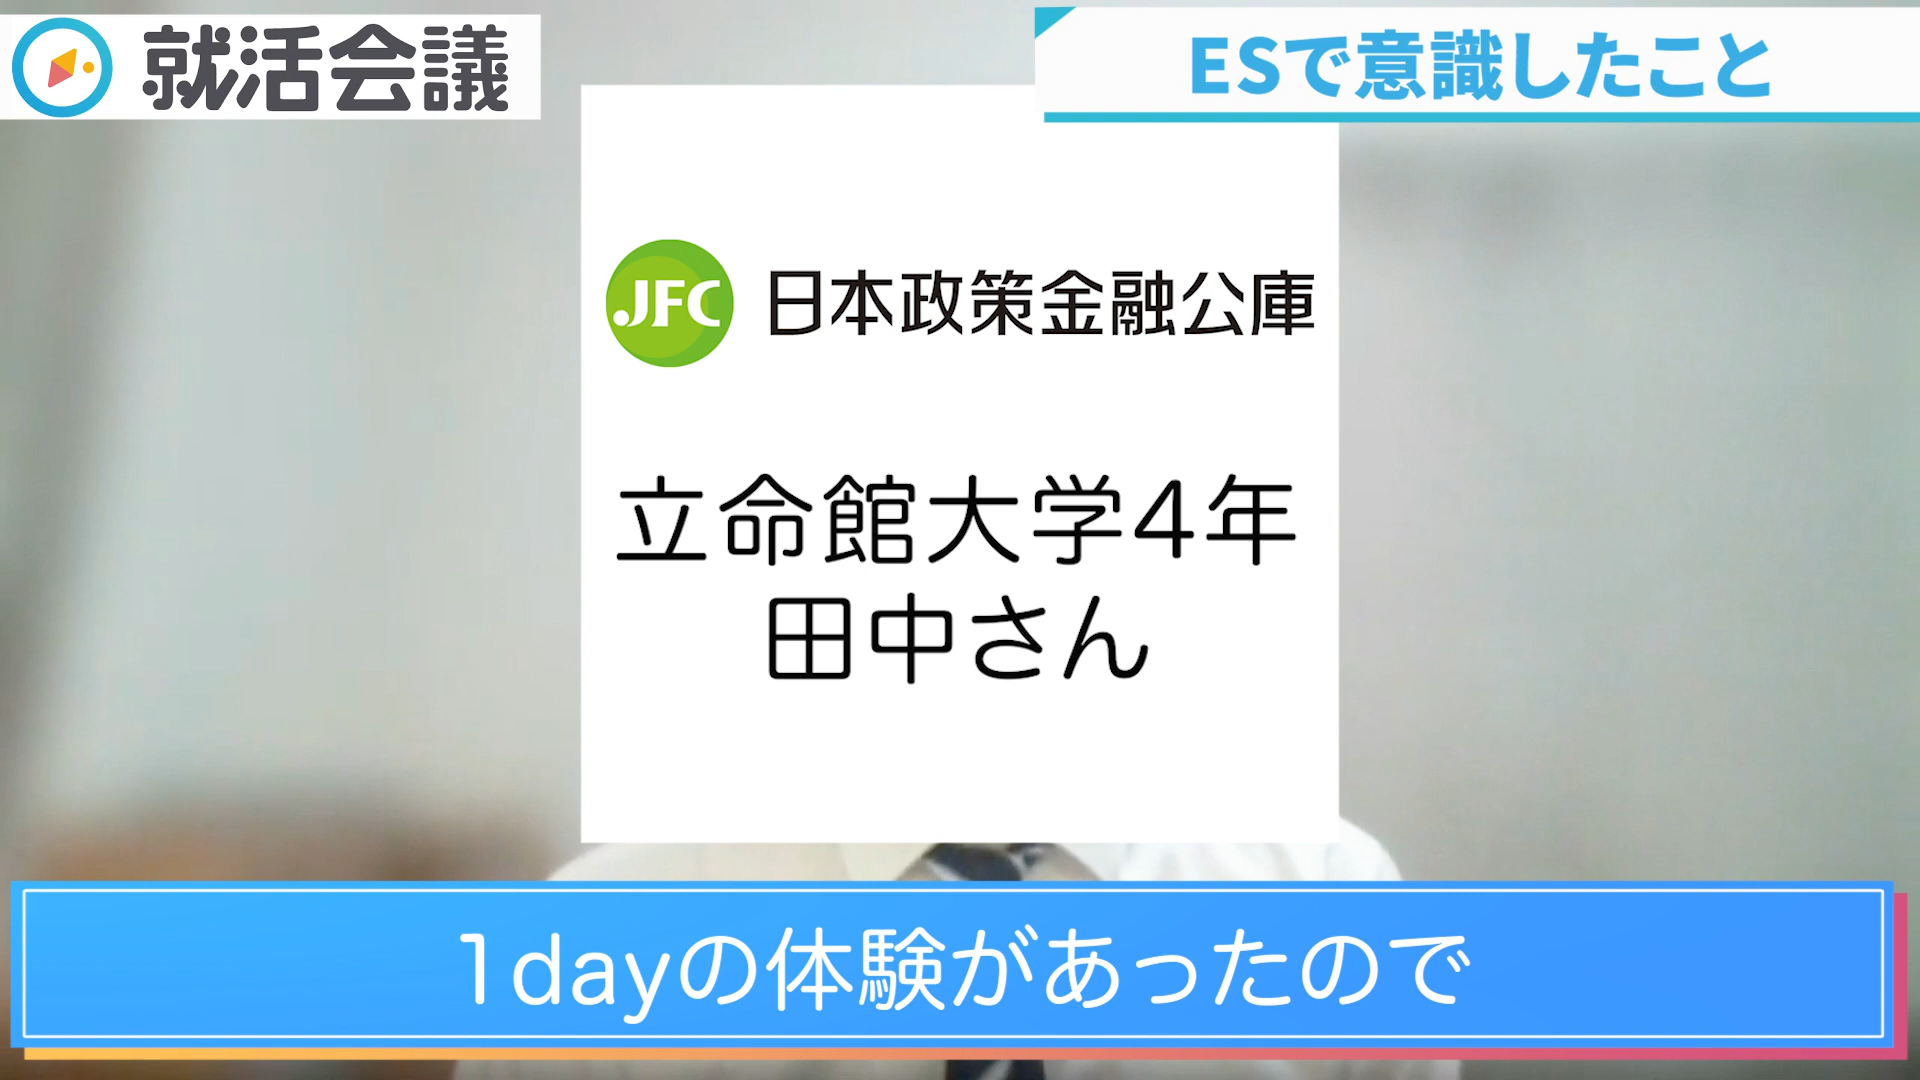 就活会議
ESで意識したこと
JFC 日本政策金融公庫
立命館大学4年
田中さん
1dayの体験があったので